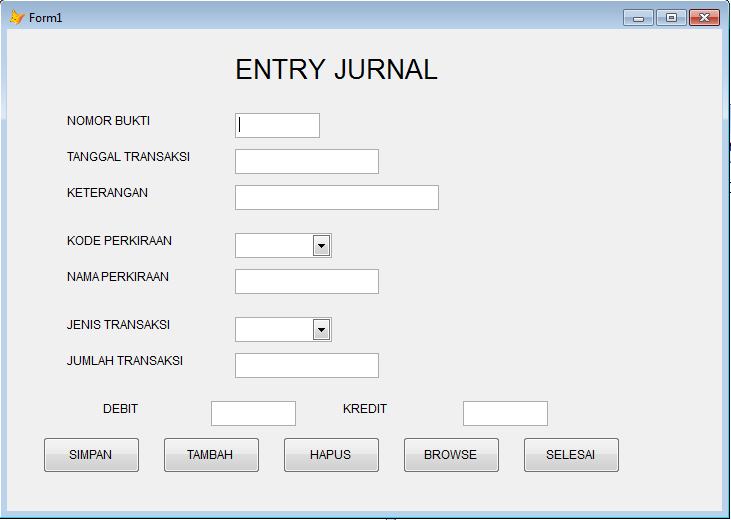 Form1
ENTRY JURNAL
NOMOR BUKTI
TANGGAL TRANSAKSI
KETERANGAN
KODE PERKIRAAN
NAMA PERKIRAAN
JENIS TRANSAKSI
JUMLAH TRANSAKSI
DEBIT KREDIT
SIMPAN TAMBAH HAPUS BROWSE SELESAI